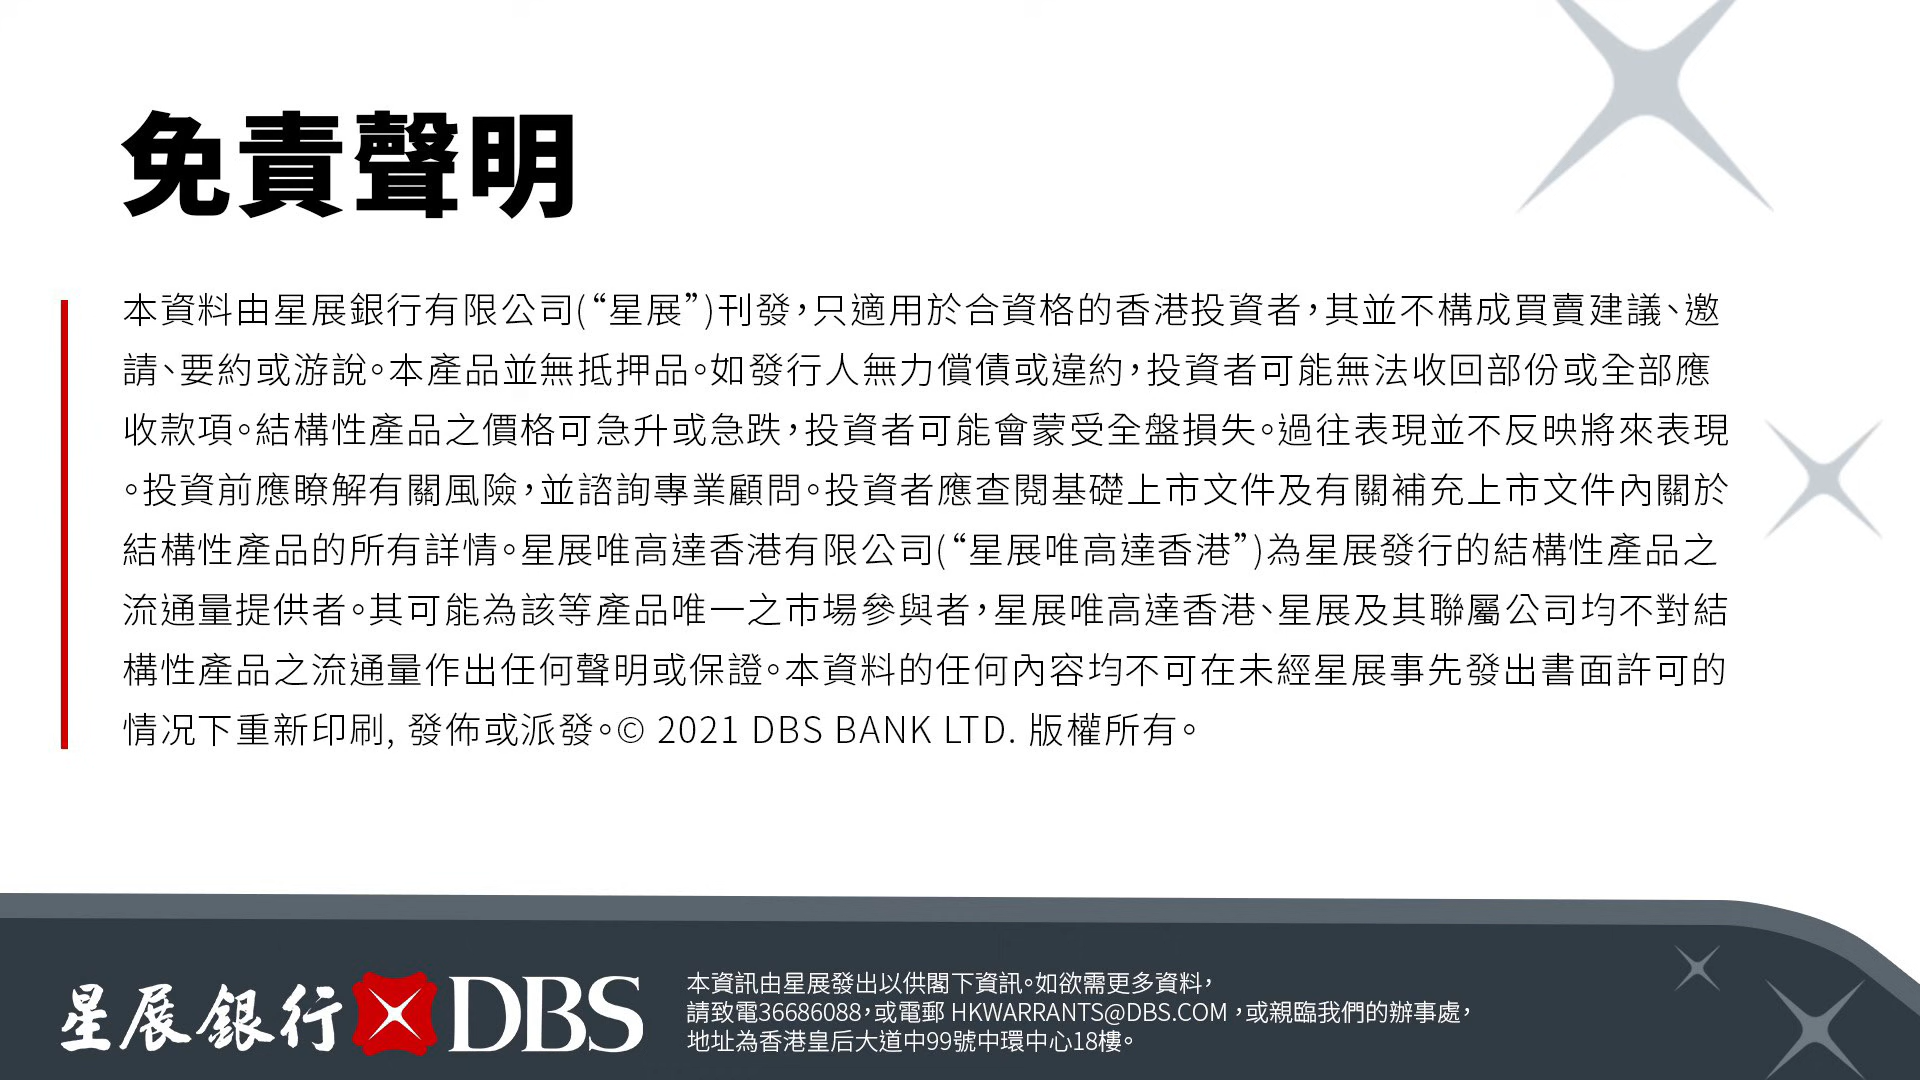 免責聲明
本資料由星展銀行有限公司(“星展”)刊發，只適用於合資格的香港投資者，其並不構成買賣建議、邀
請、要約或游說。本產品並無抵押品。如發行人無力償債或違約，投資者可能無法收回部份或全部應
收款項。結構性產品之價格可急升或急跌，投資者可能會蒙受全盤損失。過往表現並不反映將來表現
。投資前應瞭解有關風險，並諮詢專業顧問。投資者應查閱基礎上市文件及有關補充上市文件內關於
結構性產品的所有詳情。星展唯高達香港有限公司(“星展唯高達香港”)為星展發行的結構性產品之
流通量提供者。其可能為該等產品唯一之市場參與者，星展唯高達香港、星展及其聯屬公司均不對結
構性產品之流通量作出任何聲明或保證。本資料的任何內容均不可在未經星展事先發出書面許可的
情況下重新印刷, 發佈或派發。© 2021 DBS BANK LTD. 版權所有。
星展銀行 DBS
本資訊由星展發出以供閣下資訊。如欲需更多資料，
請致電36686088，或電郵 HKWARRANTS@DBS.COM ，或親臨我們的辦事處，
地址為香港皇后大道中99號中環中心18樓。